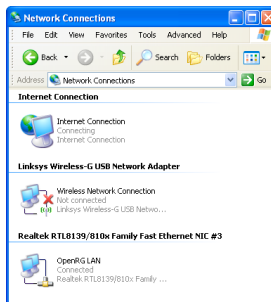 Network Connections
File Edit View Favorites Tools Advanced Help
Back Search Folders
Address Network Connections Go
Internet Connection
Internet Connection
Connecting
Internet Connection
Linksys Wireless-G USB Network Adapter
Wireless Network Connection
Not connected
Linksys Wireless-G USB Netwo...
Realtek RTL8139/810x Family Fast Ethernet NIC #3
OpenRG LAN
Connected
Realtek RTL8139/810x Family ...